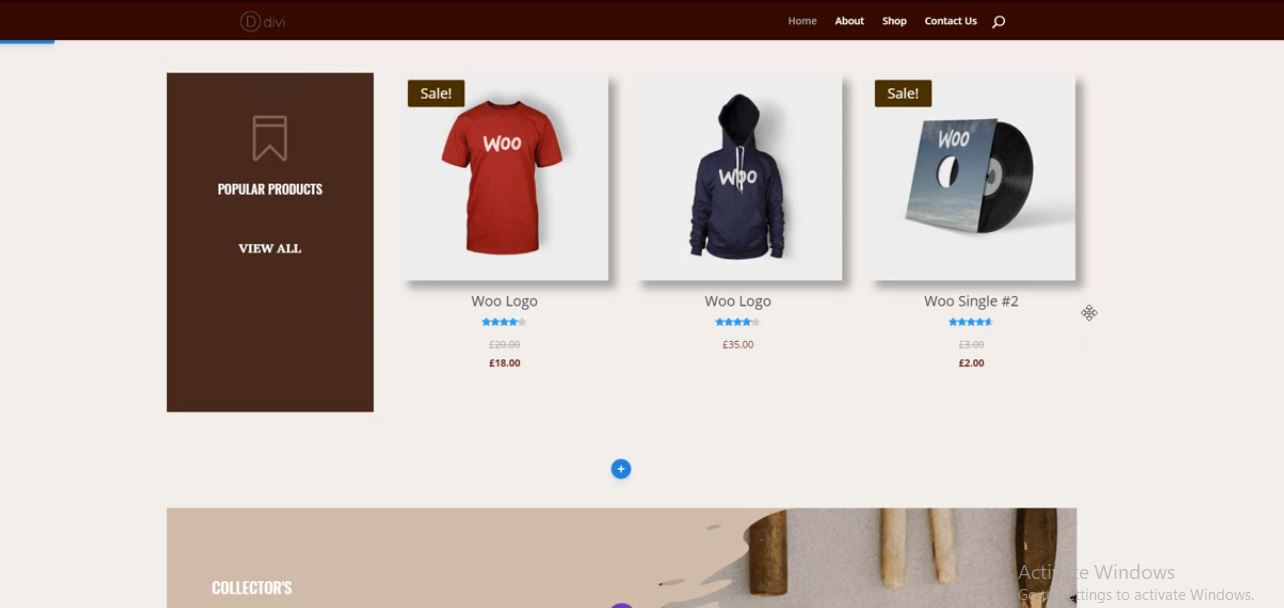 D divi
Home About Shop Contact Us
Sale!
Woo
Woo
Sale!
Woo
POPULAR PRODUCTS
VIEW ALL
Woo Logo
Woo Logo
Woo Single #2
£20.00
£18.00
£35.00
£3.00
£2.00
COLLECTOR'S
Activate Windows
Go to Settings to activate Windows.